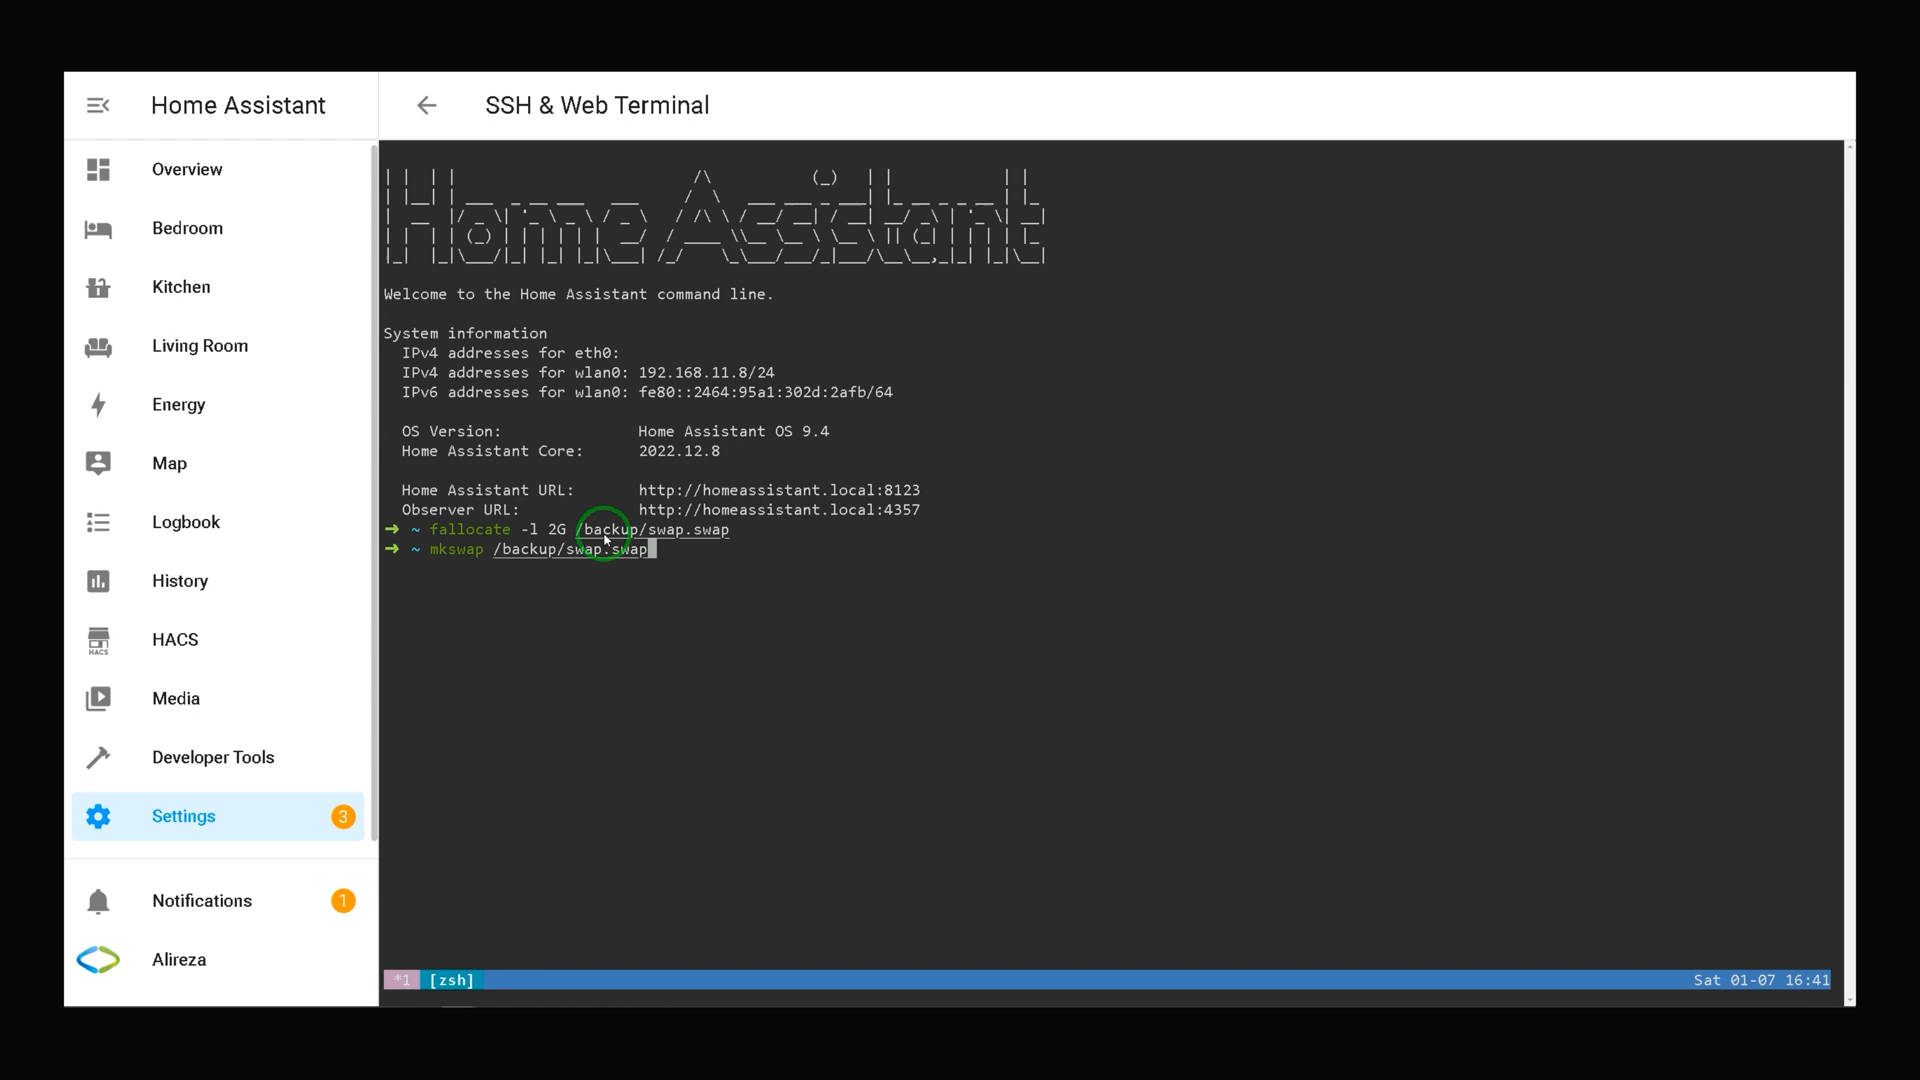 Home Assistant
SSH & Web Terminal
Overview
Bedroom
Kitchen
Living Room
Energy
Map
Logbook
History
HACS
HACS
Media
Developer Tools
Settings
3
Notifications
1
Alireza
Home Assistant
Welcome to the Home Assistant command line.
System information
IPv4 addresses for eth0:
IPv4 addresses for wlan0: 192.168.11.8/24
IPv6 addresses for wlan0: fe80::2464:95a1:302d:2afb/64
OS Version: Home Assistant OS 9.4
Home Assistant Core: 2022.12.8
Home Assistant URL: http://homeassistant.local:8123
Observer URL: http://homeassistant.local:4357
➜ ~ fallocate -l 2G /backup/swap.swap
➜ ~ mkswap /backup/swap.swap
*1 [zsh] Sat 01-07 16:41